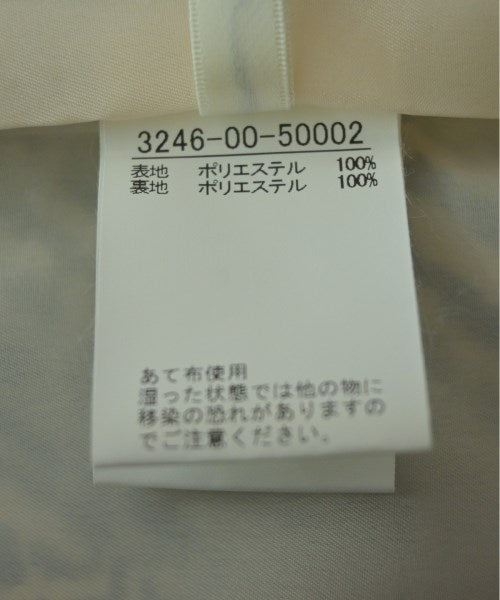 3246-00-50002
表地 ポリエステル 100%
裏地 ポリエステル 100%
あて布使用
湿った状態では他の物に
移染の恐れがありますの
でご注意ください。